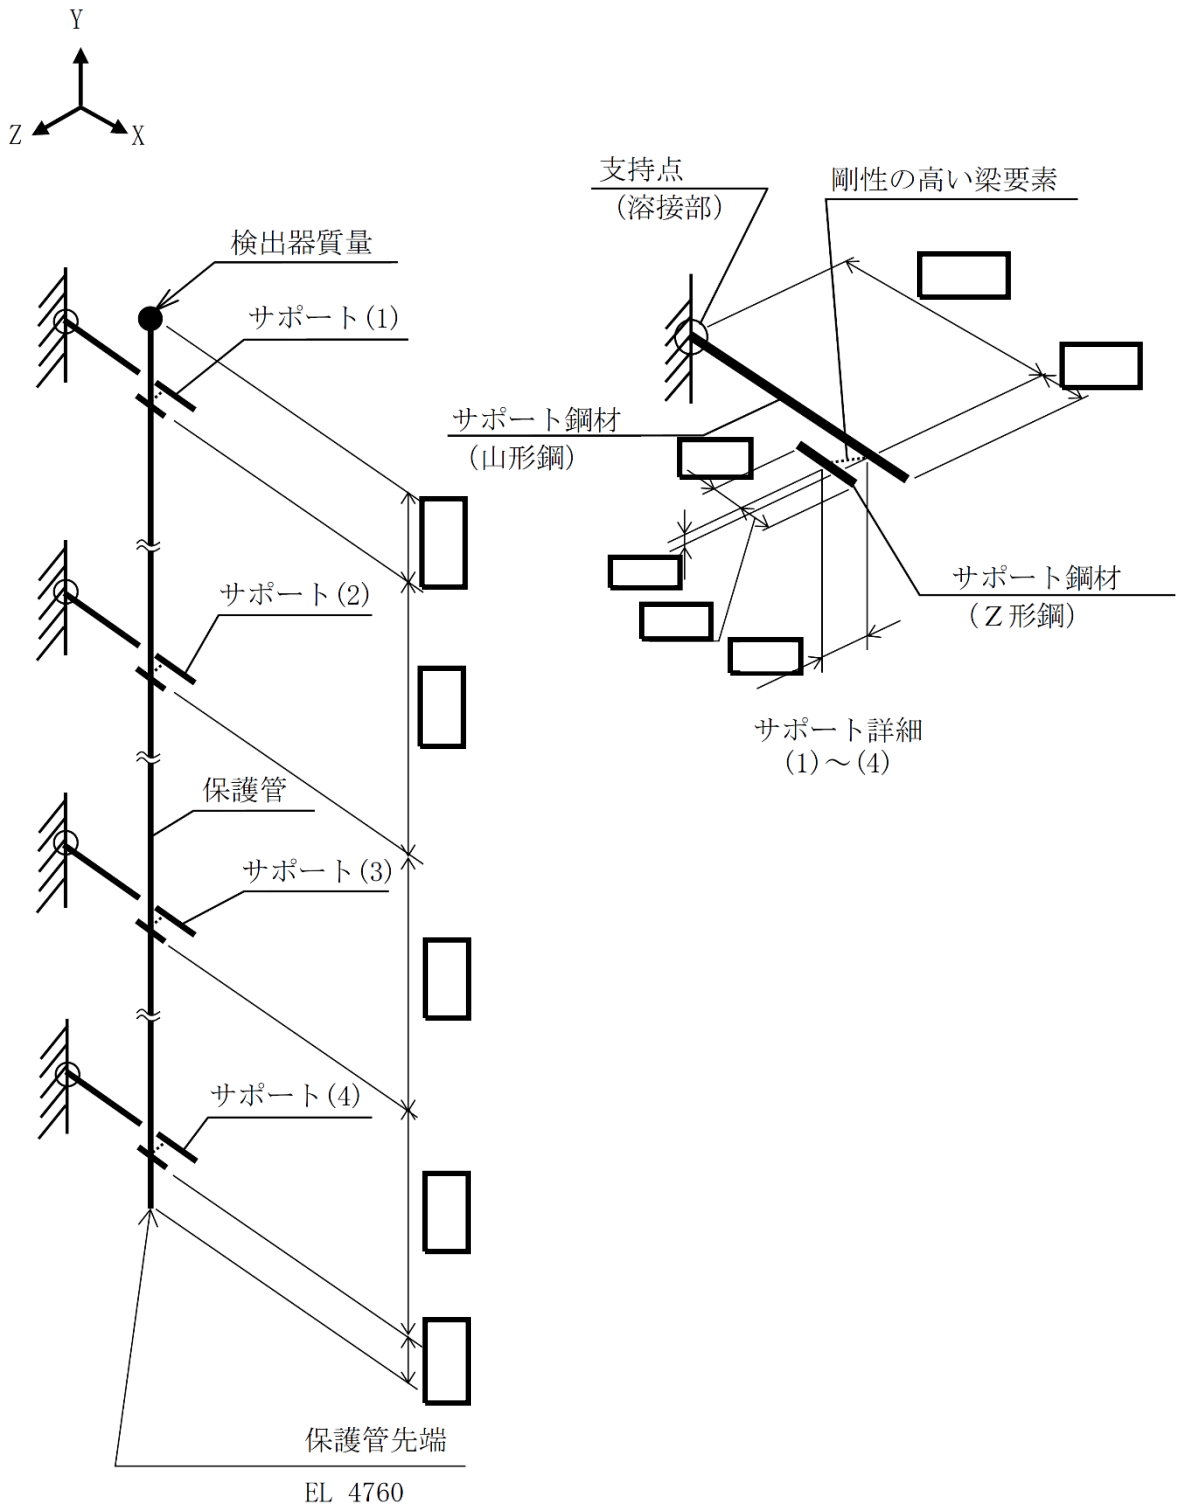 Y
Z
X
検出器質量
サポート(1)
サポート(2)
保護管
サポート(3)
サポート(4)
保護管先端
EL 4760
支持点
(溶接部)
剛性の高い梁要素
サポート鋼材
(山形鋼)
サポート鋼材
(Z形鋼)
サポート詳細
(1)～(4)